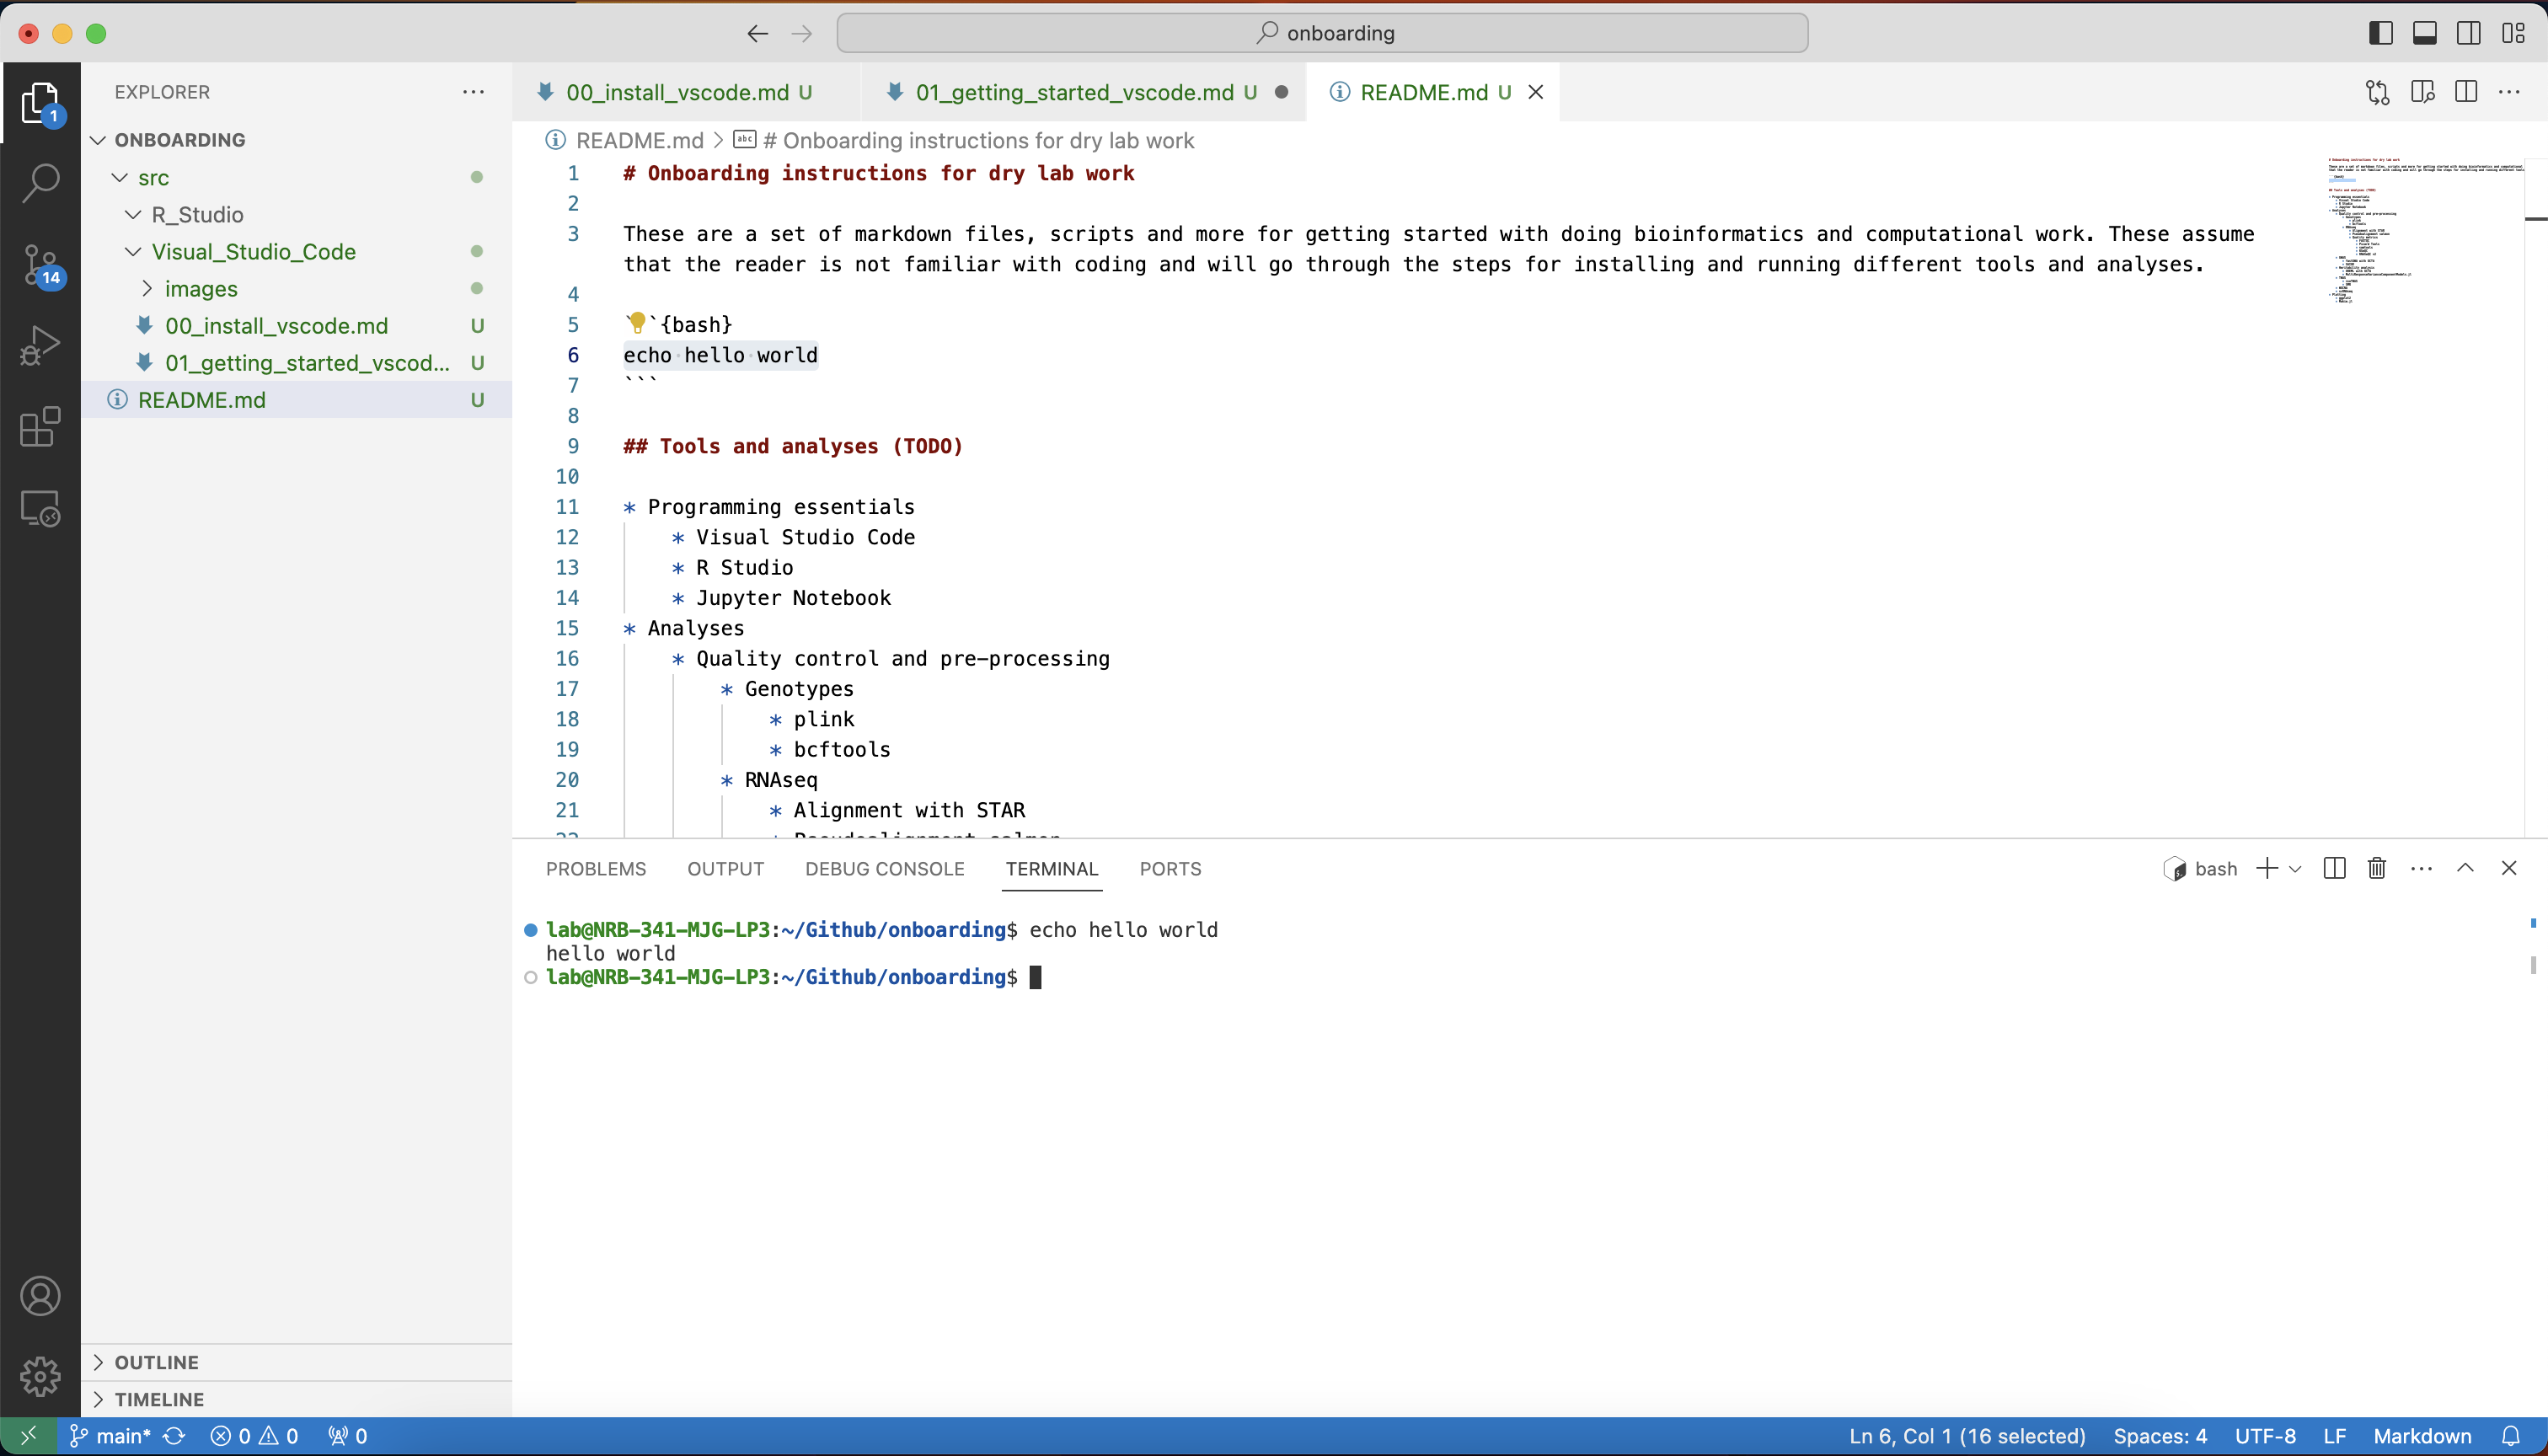 onboarding
EXPLORER
ONBOARDING
src
R_Studio
Visual_Studio_Code
images
00_install_vscode.md U
01_getting_started_vscod... U
README.md U
OUTLINE
TIMELINE
1
14
00_install_vscode.md U
01_getting_started_vscode.md U
README.md U
README.md > # Onboarding instructions for dry lab work
1 # Onboarding instructions for dry lab work
2
3 These are a set of markdown files, scripts and more for getting started with doing bioinformatics and computational work. These assume
that the reader is not familiar with coding and will go through the steps for installing and running different tools and analyses.
4
5 ```{bash}
6 echo hello world
7 ```
8
9 ## Tools and analyses (TODO)
10
11 * Programming essentials
12 * Visual Studio Code
13 * R Studio
14 * Jupyter Notebook
15 * Analyses
16 * Quality control and pre-processing
17 * Genotypes
18 * plink
19 * bcftools
20 * RNAseq
21 * Alignment with STAR
PROBLEMS OUTPUT DEBUG CONSOLE TERMINAL PORTS
bash
lab@NRB-341-MJG-LP3:~/Github/onboarding$ echo hello world
hello world
lab@NRB-341-MJG-LP3:~/Github/onboarding$
main* 0 0 0
Ln 6, Col 1 (16 selected) Spaces: 4 UTF-8 LF Markdown